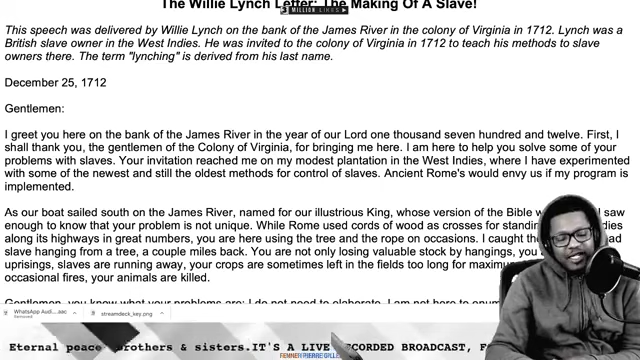 The Willie Lynch Letter: The Making Of A Slave!
3 MILLION LIKES
This speech was delivered by Willie Lynch on the bank of the James River in the colony of Virginia in 1712. Lynch was a
British slave owner in the West Indies. He was invited to the colony of Virginia in 1712 to teach his methods to slave
owners there. The term "lynching" is derived from his last name.
December 25, 1712
Gentlemen:
I greet you here on the bank of the James River in the year of our Lord one thousand seven hundred and twelve. First, I
shall thank you, the gentlemen of the Colony of Virginia, for bringing me here. I am here to help you solve some of your
problems with slaves. Your invitation reached me on my modest plantation in the West Indies, where I have experimented
with some of the newest and still the oldest methods for control of slaves. Ancient Rome's would envy us if my program is
implemented.
As our boat sailed south on the James River, named for our illustrious King, whose version of the Bible I saw
enough to know that your problem is not unique. While Rome used cords of wood as crosses for
along its highways in great numbers, you are here using the tree and the rope on occasions. I caught
slave hanging from a tree, a couple miles back. You are not only losing valuable stock by hangings,
uprisings, slaves are running away, your crops are sometimes left in the fields too long for
occasional fires, your animals are killed.
Gentlemen, you know what your problems are; I do not need to elaborate. I am not here to
WhatsApp Aud....aac
Removed
streamdeck_key.png
Eternal peace brothers & sisters.IT'S A LIVE RECORDED BROADCAST,